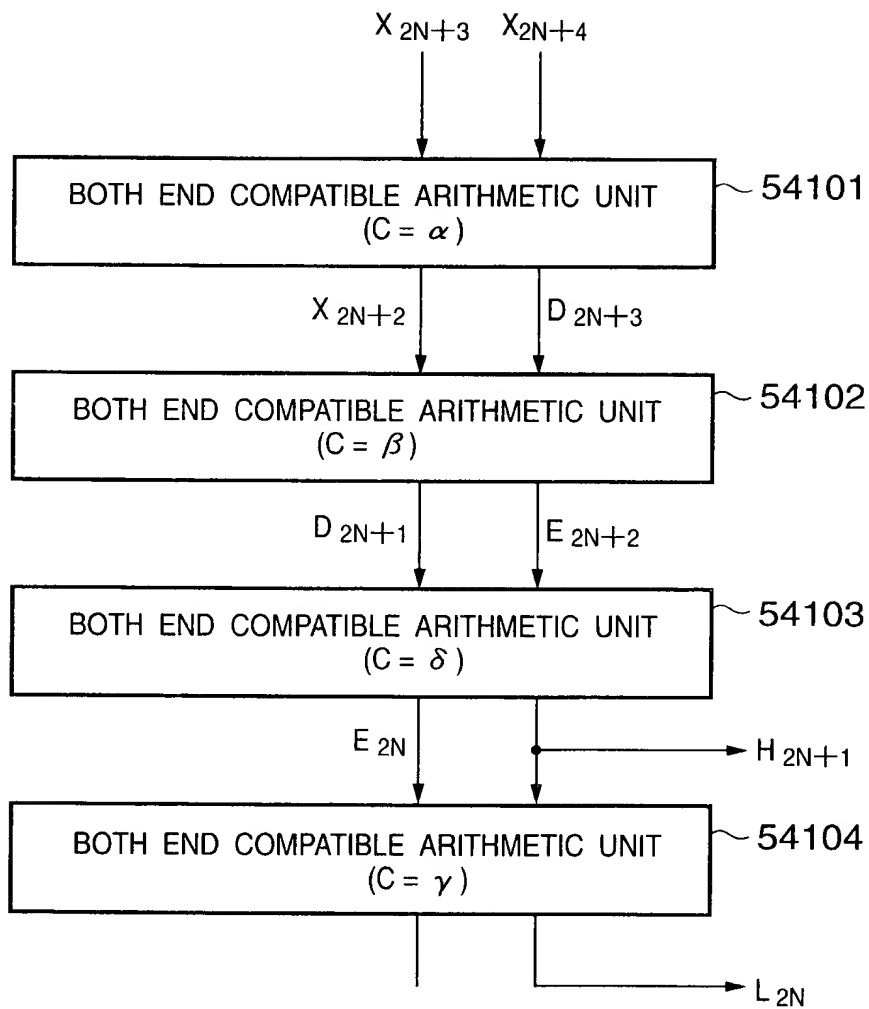 X 2N+3 X2N+4
BOTH END COMPATIBLE ARITHMETIC UNIT
(C = α)
54101
X 2N+2 D 2N+3
BOTH END COMPATIBLE ARITHMETIC UNIT
(C = β)
54102
D 2N+1 E 2N+2
BOTH END COMPATIBLE ARITHMETIC UNIT
(C = δ)
54103
E 2N
H 2N+1
BOTH END COMPATIBLE ARITHMETIC UNIT
(C = γ)
54104
L 2N